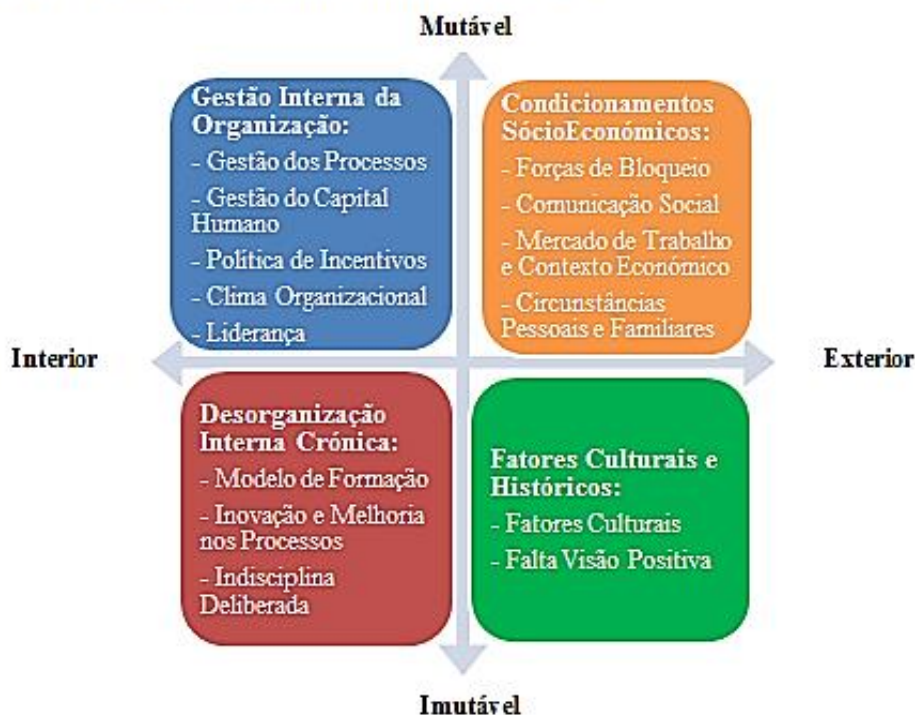 Mutável
Gestão Interna da
Organização:
- Gestão dos Processos
- Gestão do Capital
Humano
- Política de Incentivos
- Clima Organizacional
- Liderança
Condicionamentos
SócioEconómicos:
- Forças de Bloqueio
- Comunicação Social
- Mercado de Trabalho
e Contexto Económico
- Circunstâncias
Pessoais e Familiares
Interior
Exterior
Desorganização
Interna Crónica:
- Modelo de Formação
- Inovação e Melhoria
nos Processos
- Indisciplina
Deliberada
Fatores Culturais e
Históricos:
- Fatores Culturais
- Falta Visão Positiva
Imutável